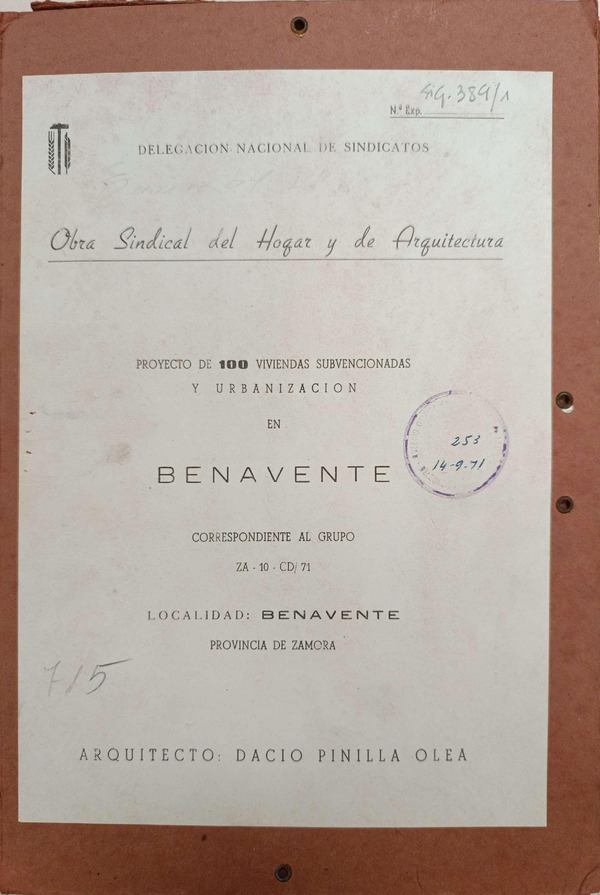 Sig. 389/1
N.º Exp.
DELEGACION NACIONAL DE SINDICATOS
Obra Sindical del Hogar y de Arquitectura
PROYECTO DE 100 VIVIENDAS SUBVENCIONADAS
Y URBANIZACION
EN
BENAVENTE
253
14-9-71
CORRESPONDIENTE AL GRUPO
ZA - 10 - CD/ 71
LOCALIDAD: BENAVENTE
PROVINCIA DE ZAMORA
715
ARQUITECTO: DACIO PINILLA OLEA